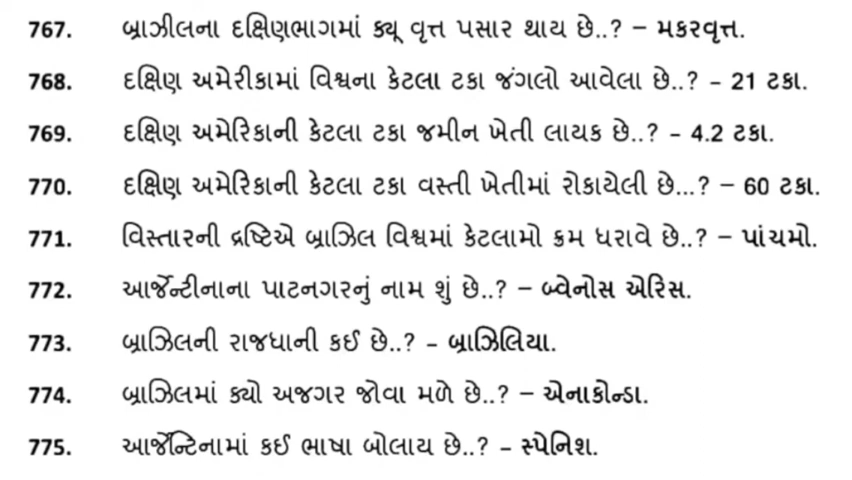 767. બ્રાઝીલના દક્ષિણભાગમાં ક્યૂ વૃત્ત પસાર થાય છે..? – મકરવૃત્ત.
768. દક્ષિણ અમેરીકામાં વિશ્વના કેટલા ટકા જંગલો આવેલા છે..? - 21 ટકા.
769. દક્ષિણ અમેરિકાની કેટલા ટકા જમીન ખેતી લાયક છે..? - 4.2 ટકા.
770. દક્ષિણ અમેરિકાની કેટલા ટકા વસ્તી ખેતીમાં રોકાયેલી છે...? – 60 ટકા.
771. વિસ્તારની દ્રષ્ટિએ બ્રાઝિલ વિશ્વમાં કેટલામો ક્રમ ધરાવે છે..? – પાંચમો.
772. આર્જેન્ટીનાના પાટનગરનું નામ શું છે..? – બ્વેનોસ એરિસ.
773. બ્રાઝિલની રાજધાની કઈ છે..? - બ્રાઝિલિયા.
774. બ્રાઝિલમાં ક્યો અજગર જોવા મળે છે..? – એનાકોન્ડા.
775. આર્જેન્ટિનામાં કઈ ભાષા બોલાય છે..? - સ્પેનિશ.